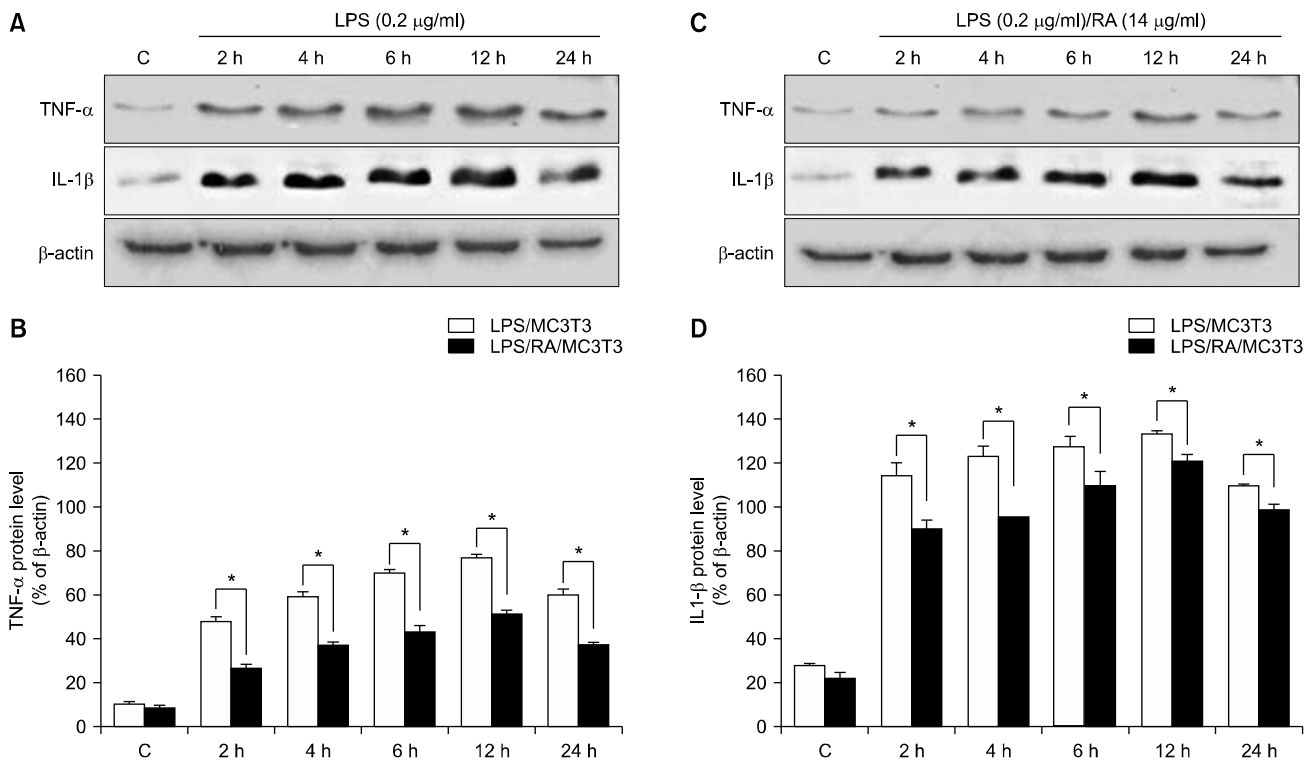 A
LPS (0.2 μg/ml)
C 2 h 4 h 6 h 12 h 24 h
TNF-α
IL-1β
β-actin
C
LPS (0.2 μg/ml)/RA (14 μg/ml)
C 2 h 4 h 6 h 12 h 24 h
TNF-α
IL-1β
β-actin
B
LPS/MC3T3
LPS/RA/MC3T3
TNF-α protein level
(% of β-actin)
160
140
120
100
80
60
40
20
0
* * * * *
C 2 h 4 h 6 h 12 h 24 h
D
LPS/MC3T3
LPS/RA/MC3T3
IL1-β protein level
(% of β-actin)
160
140
120
100
80
60
40
20
0
* * * * *
C 2 h 4 h 6 h 12 h 24 h